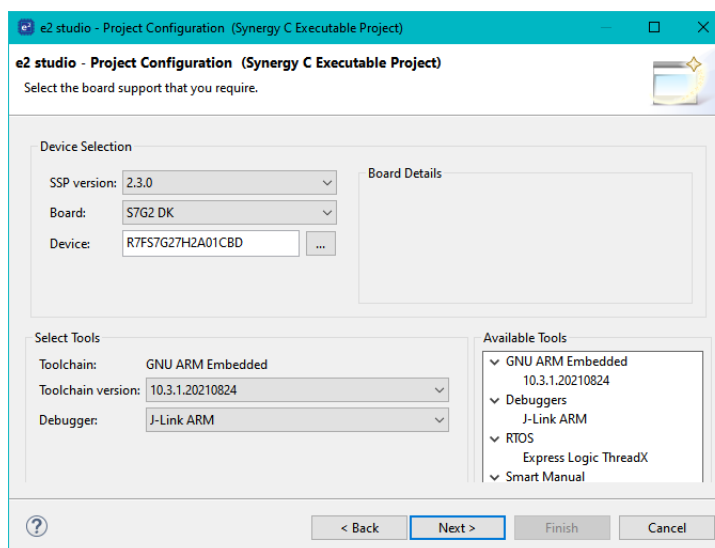 e2 studio - Project Configuration (Synergy C Executable Project)
e2 studio - Project Configuration (Synergy C Executable Project)
Select the board support that you require.
Device Selection
SSP version: 2.3.0
Board: S7G2 DK
Device: R7FS7G27H2A01CBD ...
Board Details
Select Tools
Toolchain: GNU ARM Embedded
Toolchain version: 10.3.1.20210824
Debugger: J-Link ARM
Available Tools
GNU ARM Embedded
10.3.1.20210824
Debuggers
J-Link ARM
RTOS
Express Logic ThreadX
Smart Manual
? < Back Next > Finish Cancel